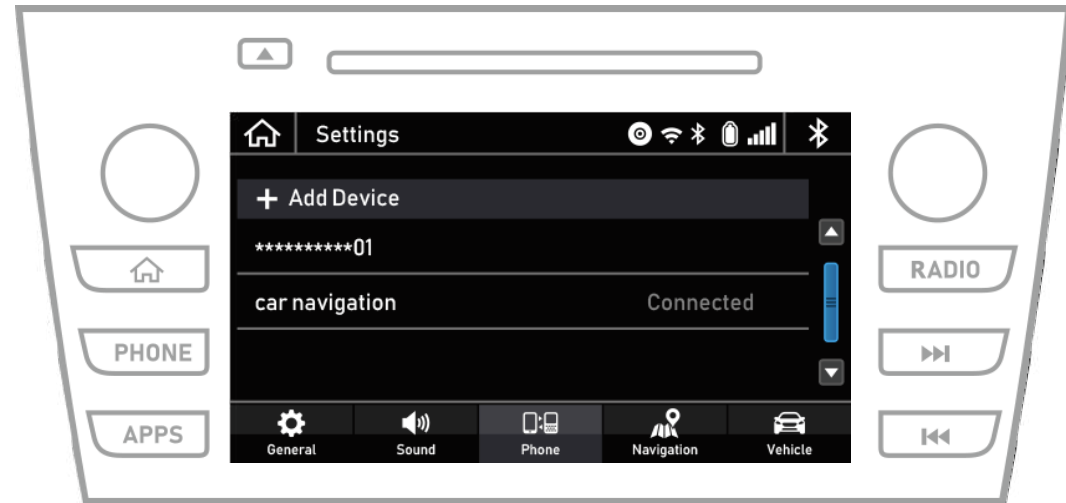 Settings
+ Add Device
**********01
car navigation Connected
RADIO
PHONE
APPS
General Sound Phone Navigation Vehicle